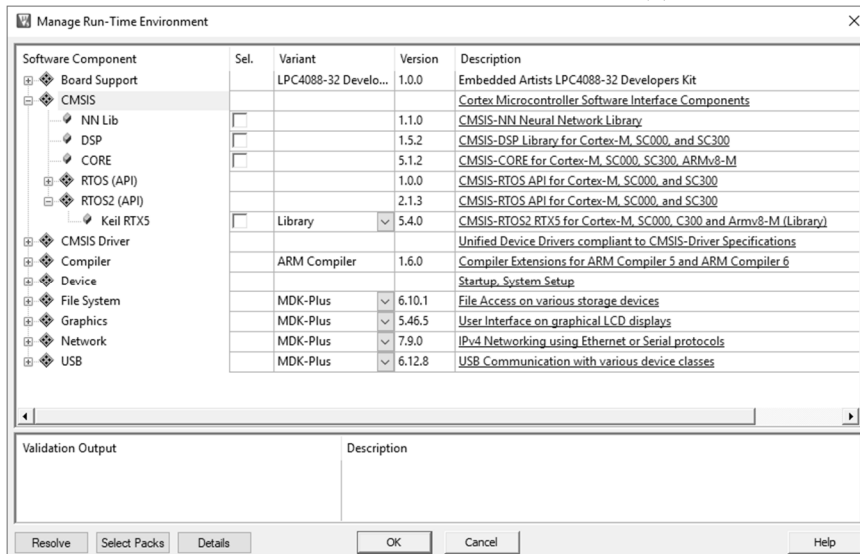 Manage Run-Time Environment
Software Component Sel. Variant Version Description
Board Support LPC4088-32 Develo... 1.0.0 Embedded Artists LPC4088-32 Developers Kit
CMSIS Cortex Microcontroller Software Interface Components
NN Lib 1.1.0 CMSIS-NN Neural Network Library
DSP 1.5.2 CMSIS-DSP Library for Cortex-M, SC000, and SC300
CORE 5.1.2 CMSIS-CORE for Cortex-M, SC000, SC300, ARMv8-M
RTOS (API) 1.0.0 CMSIS-RTOS API for Cortex-M, SC000, and SC300
RTOS2 (API) 2.1.3 CMSIS-RTOS API for Cortex-M, SC000, and SC300
Keil RTX5 Library 5.4.0 CMSIS-RTOS2 RTX5 for Cortex-M, SC000, C300 and Armv8-M (Library)
CMSIS Driver Unified Device Drivers compliant to CMSIS-Driver Specifications
Compiler ARM Compiler 1.6.0 Compiler Extensions for ARM Compiler 5 and ARM Compiler 6
Device Startup, System Setup
File System MDK-Plus 6.10.1 File Access on various storage devices
Graphics MDK-Plus 5.46.5 User Interface on graphical LCD displays
Network MDK-Plus 7.9.0 IPv4 Networking using Ethernet or Serial protocols
USB MDK-Plus 6.12.8 USB Communication with various device classes
Validation Output Description
Resolve Select Packs Details OK Cancel Help